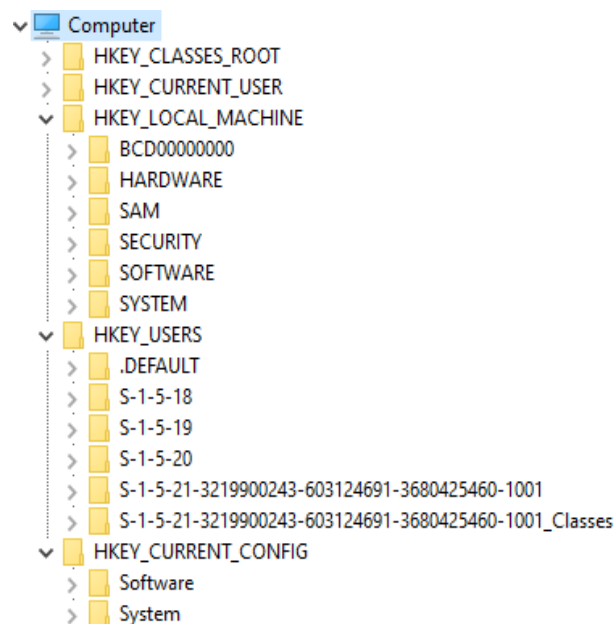 Computer
HKEY_CLASSES_ROOT
HKEY_CURRENT_USER
HKEY_LOCAL_MACHINE
BCD00000000
HARDWARE
SAM
SECURITY
SOFTWARE
SYSTEM
HKEY_USERS
.DEFAULT
S-1-5-18
S-1-5-19
S-1-5-20
S-1-5-21-3219900243-603124691-3680425460-1001
S-1-5-21-3219900243-603124691-3680425460-1001_Classes
HKEY_CURRENT_CONFIG
Software
System